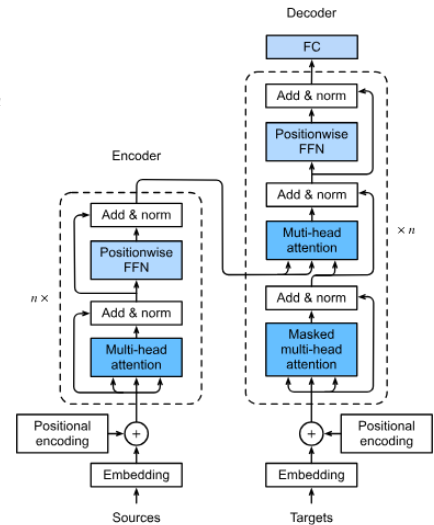 Decoder
FC
Add & norm
Positionwise
FFN
Encoder
Add & norm
Add & norm
Muti-head
attention
× n
Positionwise
FFN
n ×
Add & norm
Add & norm
Multi-head
attention
Masked
multi-head
attention
Positional
encoding
+
+
Positional
encoding
Embedding
Embedding
Sources
Targets